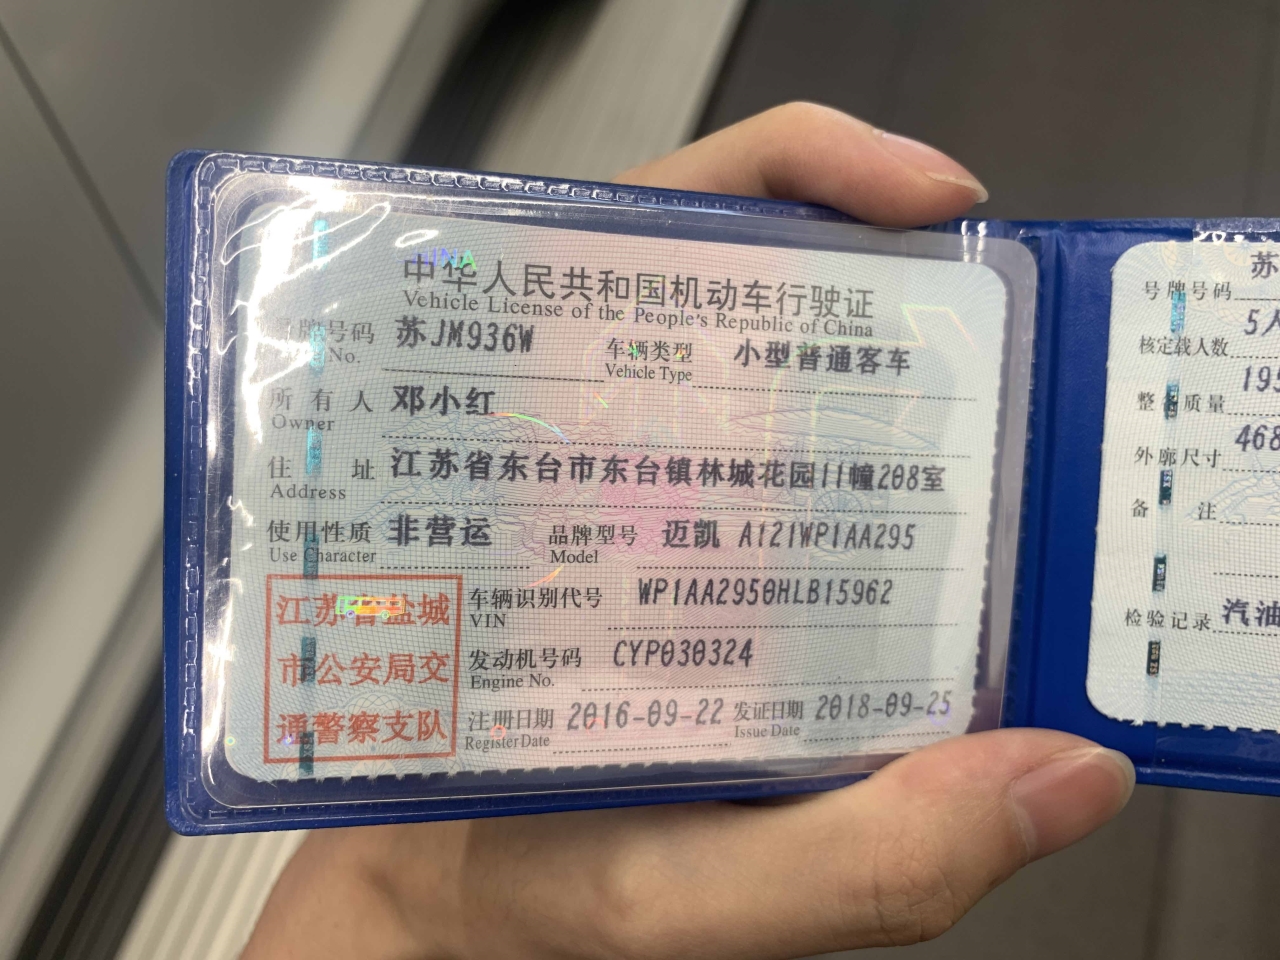 中华人民共和国机动车行驶证
Vehicle License of the People's Republic of China
号牌号码 苏JM936W 车辆类型 小型普通客车
No. Vehicle Type
所有人 邓小红
Owner
住址 江苏省东台市东台镇林城花园11幢208室
Address
使用性质 非营运 品牌型号 迈凯 A121WP1AA295
Use Character Model
江苏省盐城
市公安局交
通警察支队
车辆识别代号 WP1AA2950HLB15962
VIN
发动机号码 CYP030324
Engine No.
注册日期 2016-09-22 发证日期 2018-09-25
Register Date Issue Date
号牌号码 苏
核定载人数 5人
整备质量 195
外廓尺寸 468
备注
检验记录 汽油